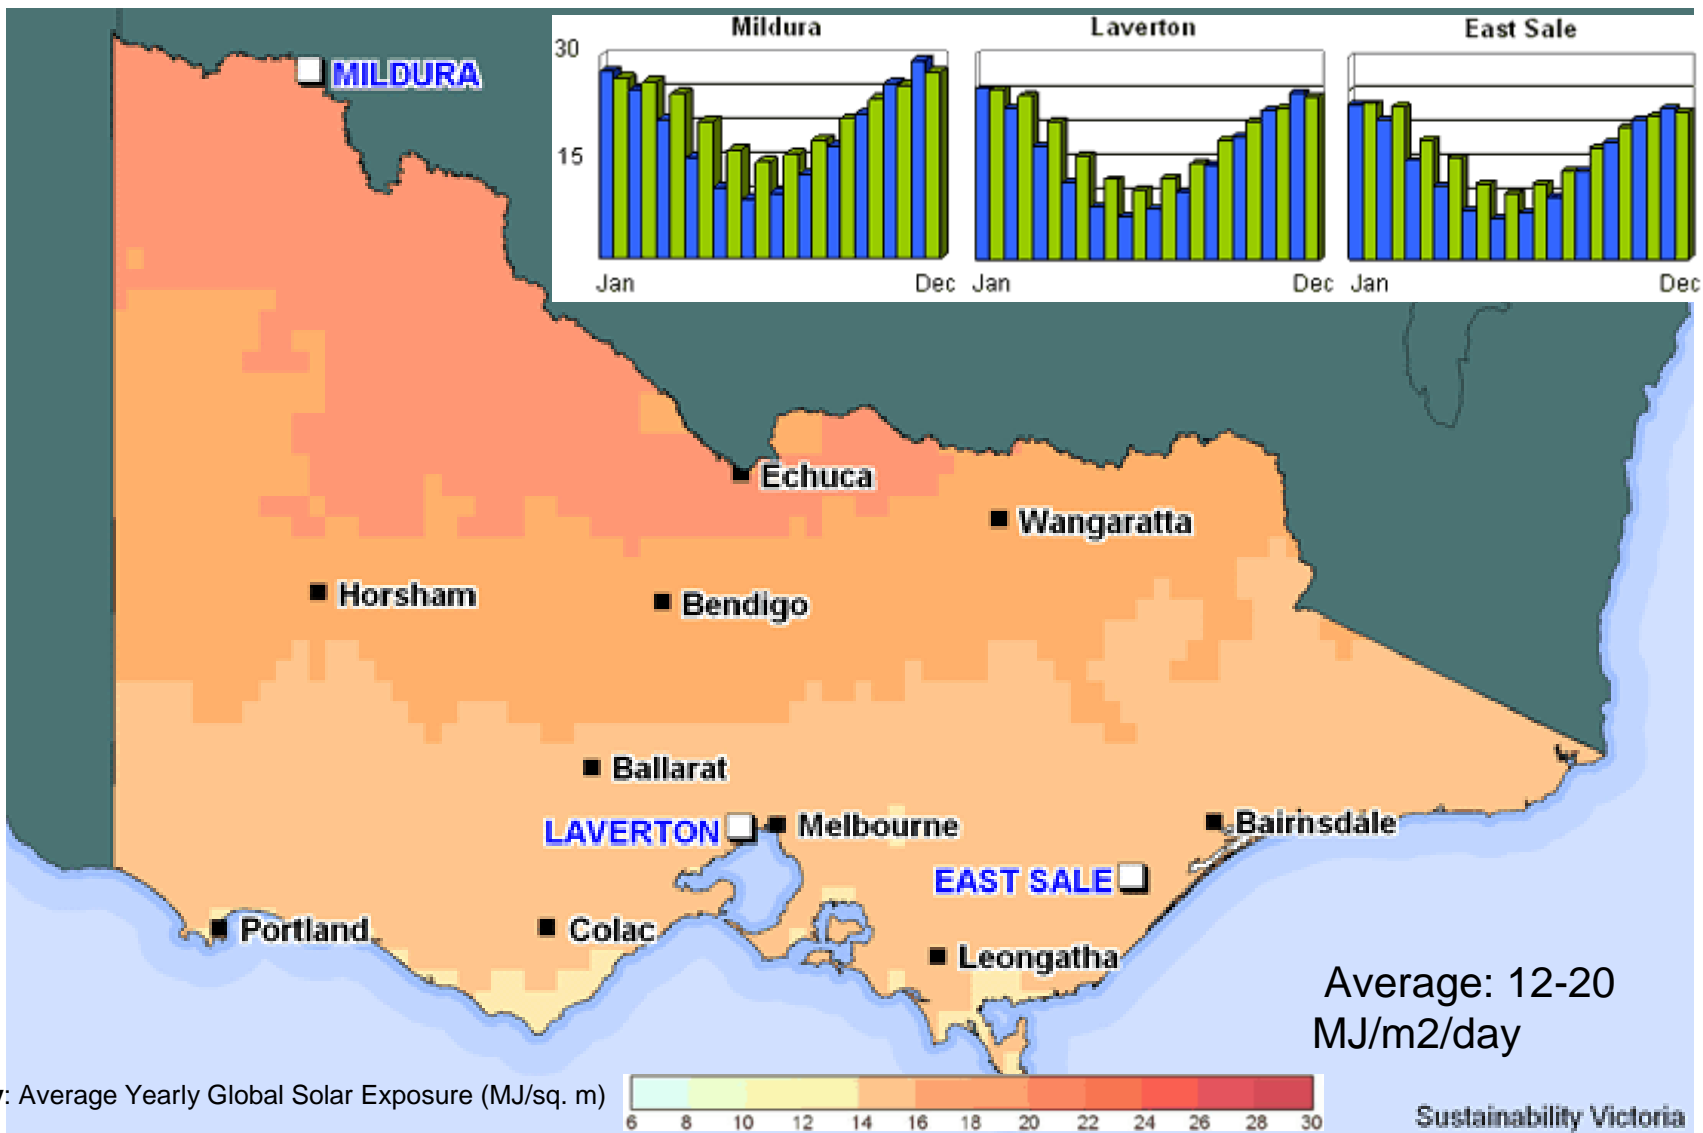 Mildura
Laverton
East Sale
30
15
Jan
Dec
Jan
Dec
Jan
Dec
MILDURA
Echuca
Wangaratta
Horsham
Bendigo
Ballarat
LAVERTON
Melbourne
Bairnsdale
EAST SALE
Portland
Colac
Leongatha
Average: 12-20
MJ/m2/day
: Average Yearly Global Solar Exposure (MJ/sq. m)
6 8 10 12 14 16 18 20 22 24 26 28 30
Sustainability Victoria